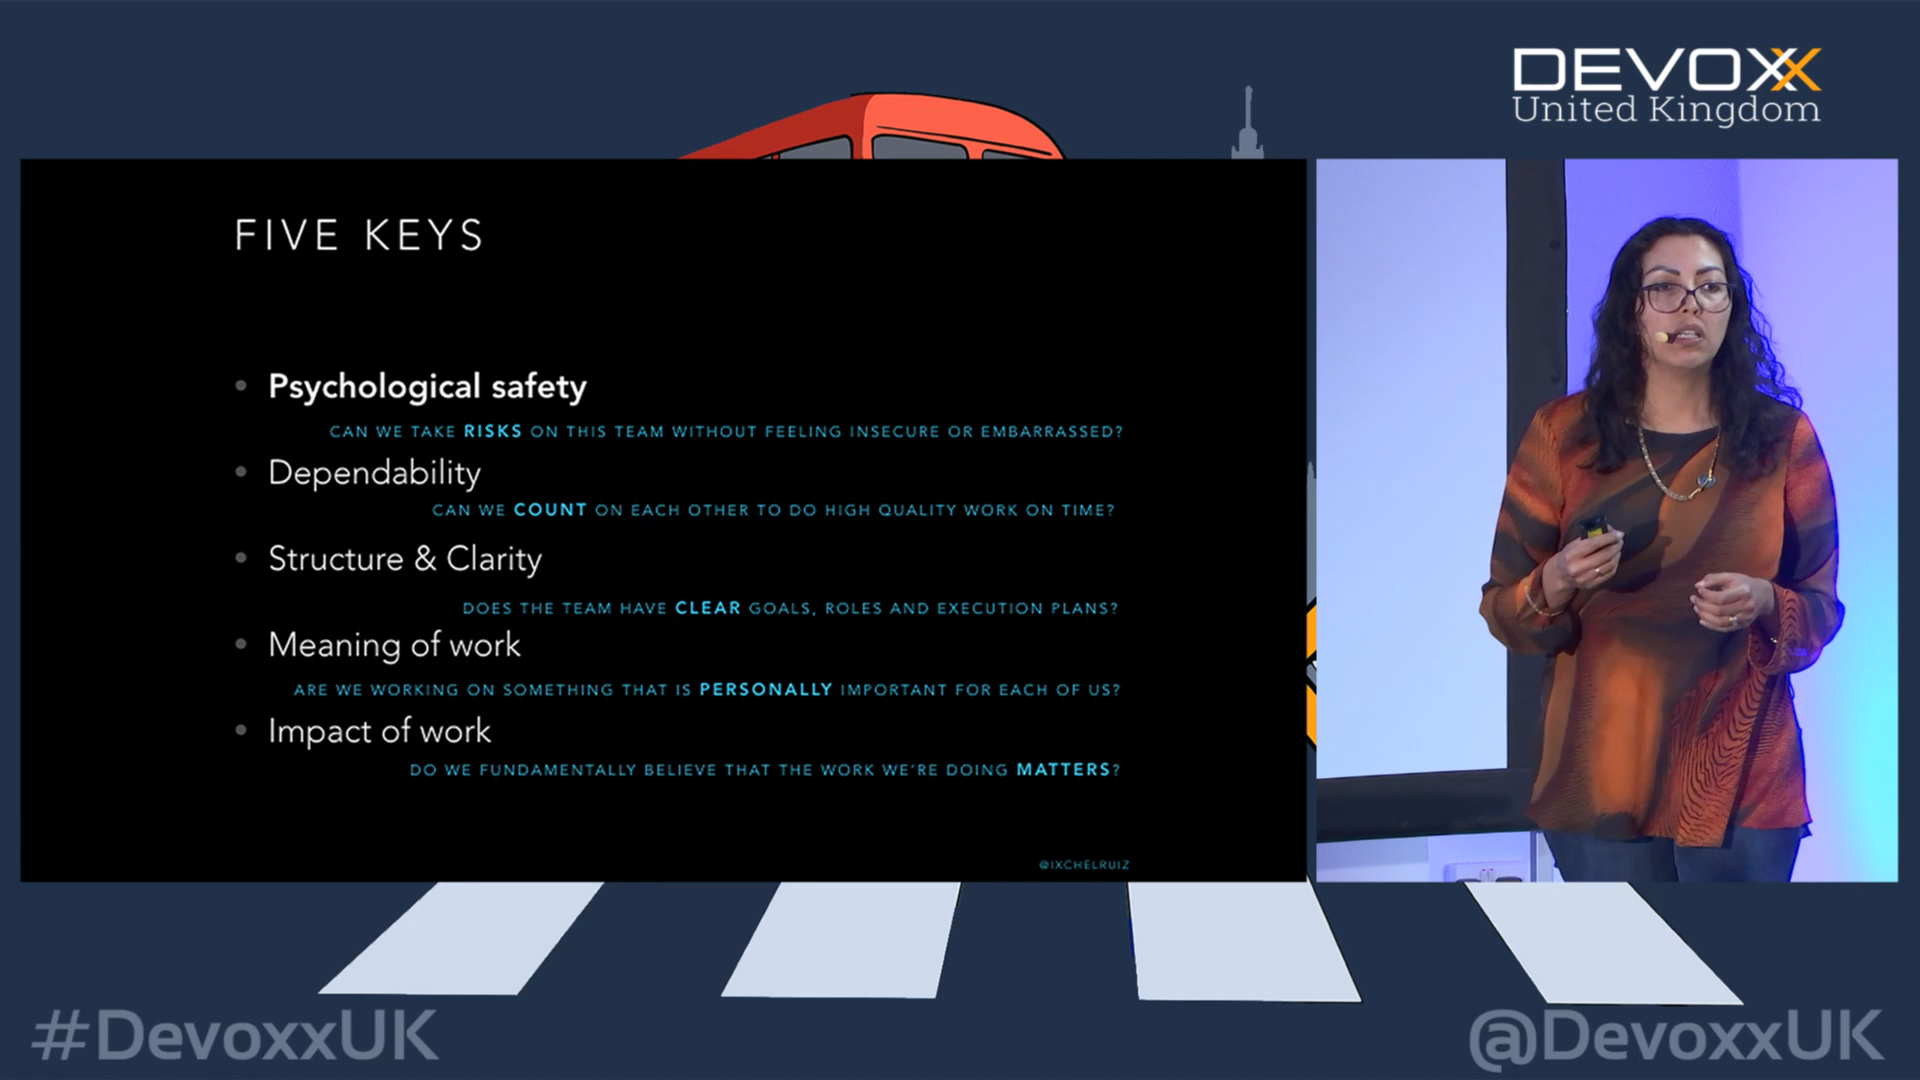 DEVOXX
United Kingdom
FIVE KEYS
• Psychological safety
CAN WE TAKE RISKS ON THIS TEAM WITHOUT FEELING INSECURE OR EMBARRASSED?
• Dependability
CAN WE COUNT ON EACH OTHER TO DO HIGH QUALITY WORK ON TIME?
• Structure & Clarity
DOES THE TEAM HAVE CLEAR GOALS, ROLES AND EXECUTION PLANS?
• Meaning of work
ARE WE WORKING ON SOMETHING THAT IS PERSONALLY IMPORTANT FOR EACH OF US?
• Impact of work
DO WE FUNDAMENTALLY BELIEVE THAT THE WORK WE'RE DOING MATTERS?
@IXCHELRUIZ
#DevoxxUK
@DevoxxUK